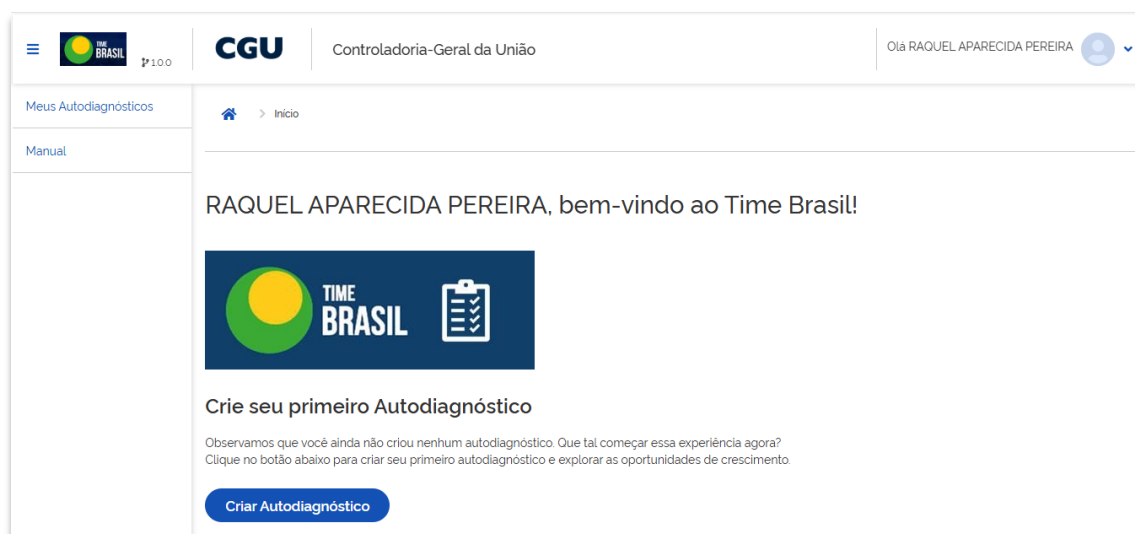 TIME
BRASIL
1.0.0
CGU
Controladoria-Geral da União
Olá RAQUEL APARECIDA PEREIRA
Meus Autodiagnósticos
Manual
> Início
RAQUEL APARECIDA PEREIRA, bem-vindo ao Time Brasil!
TIME
BRASIL
Crie seu primeiro Autodiagnóstico
Observamos que você ainda não criou nenhum autodiagnóstico. Que tal começar essa experiência agora?
Clique no botão abaixo para criar seu primeiro autodiagnóstico e explorar as oportunidades de crescimento.
Criar Autodiagnóstico